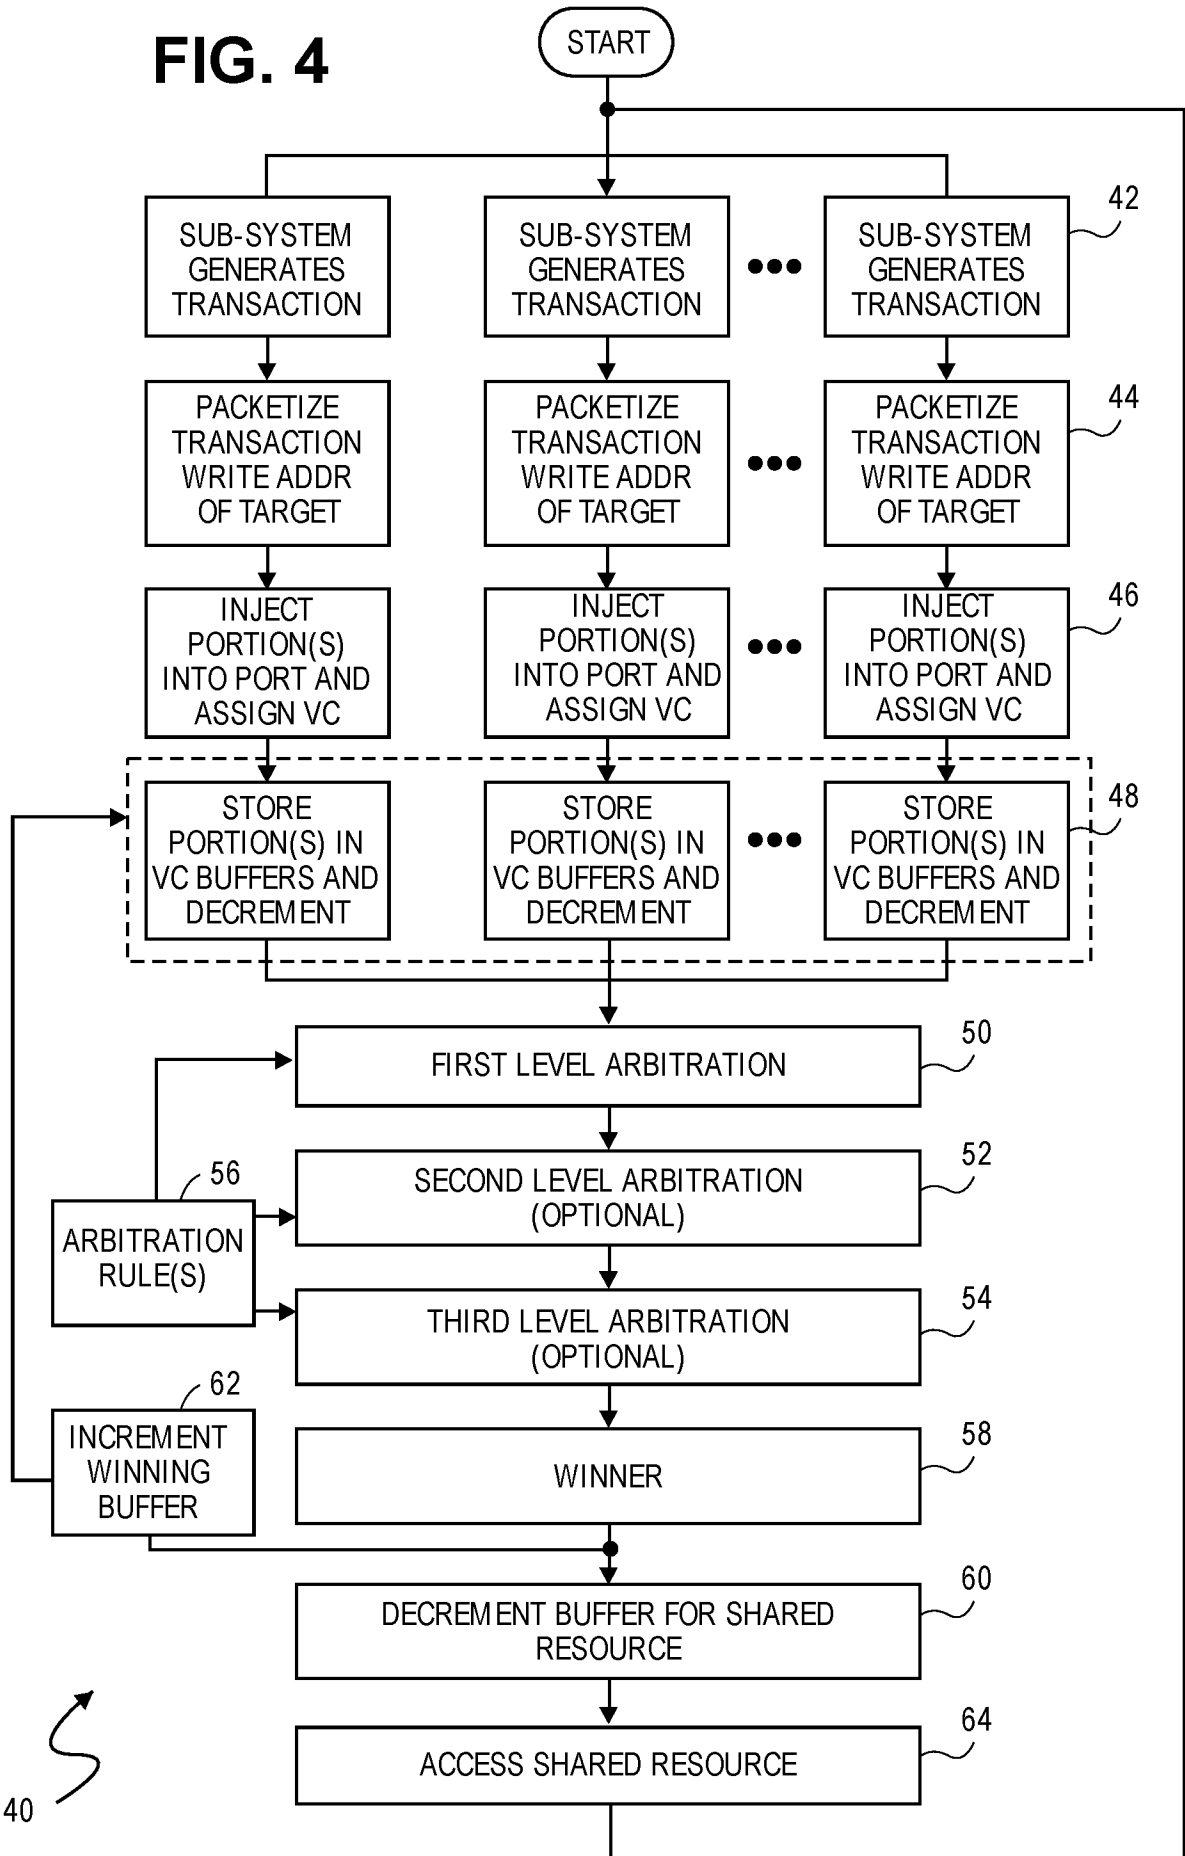 FIG. 4
START
SUB-SYSTEM
GENERATES
TRANSACTION
SUB-SYSTEM
GENERATES
TRANSACTION
SUB-SYSTEM
GENERATES
TRANSACTION
42
PACKETIZE
TRANSACTION
WRITE ADDR
OF TARGET
PACKETIZE
TRANSACTION
WRITE ADDR
OF TARGET
PACKETIZE
TRANSACTION
WRITE ADDR
OF TARGET
44
INJECT
PORTION(S)
INTO PORT AND
ASSIGN VC
INJECT
PORTION(S)
INTO PORT AND
ASSIGN VC
INJECT
PORTION(S)
INTO PORT AND
ASSIGN VC
46
STORE
PORTION(S) IN
VC BUFFERS AND
DECREMENT
STORE
PORTION(S) IN
VC BUFFERS AND
DECREMENT
STORE
PORTION(S) IN
VC BUFFERS AND
DECREMENT
48
FIRST LEVEL ARBITRATION
50
SECOND LEVEL ARBITRATION
(OPTIONAL)
52
56
ARBITRATION
RULE(S)
THIRD LEVEL ARBITRATION
(OPTIONAL)
54
62
INCREMENT
WINNING
BUFFER
WINNER
58
DECREMENT BUFFER FOR SHARED
RESOURCE
60
ACCESS SHARED RESOURCE
64
40